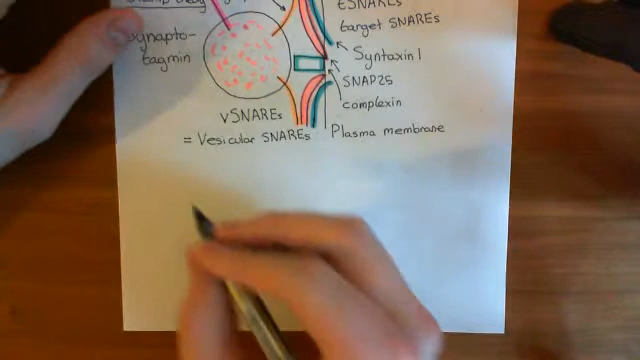 tSNAREs
target SNAREs
Synapto-
tagmin
Syntaxin 1
SNAP25
complexin
vSNAREs
= Vesicular SNAREs
Plasma membrane